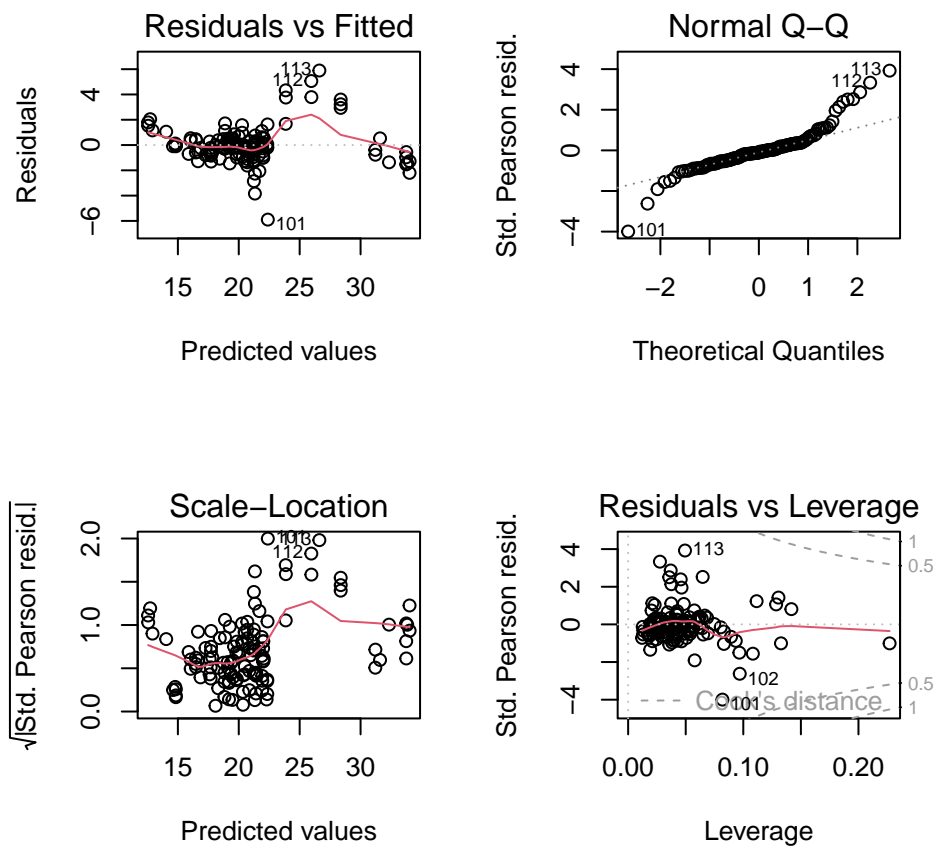 Residuals vs Fitted
Residuals
4
0
−6
113
112
101
15 20 25 30
Predicted values
Normal Q−Q
Std. Pearson resid.
4
2
0
−4
113
112
101
−2 0 1 2
Theoretical Quantiles
Scale−Location
√|Std. Pearson resid.|
2.0
1.0
0.0
101
113
112
15 20 25 30
Predicted values
Residuals vs Leverage
Std. Pearson resid.
4
2
0
−4
113
102
101
Cook's distance
1
0.5
0.5
1
0.00 0.10 0.20
Leverage